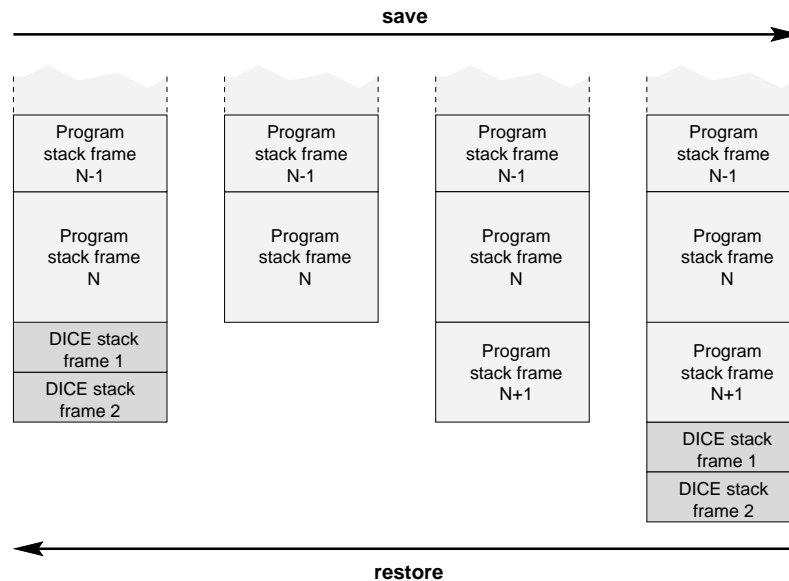 save
Program
stack frame
N-1
Program
stack frame
N
DICE stack
frame 1
DICE stack
frame 2
Program
stack frame
N-1
Program
stack frame
N
Program
stack frame
N-1
Program
stack frame
N
Program
stack frame
N+1
Program
stack frame
N-1
Program
stack frame
N
Program
stack frame
N+1
DICE stack
frame 1
DICE stack
frame 2
restore